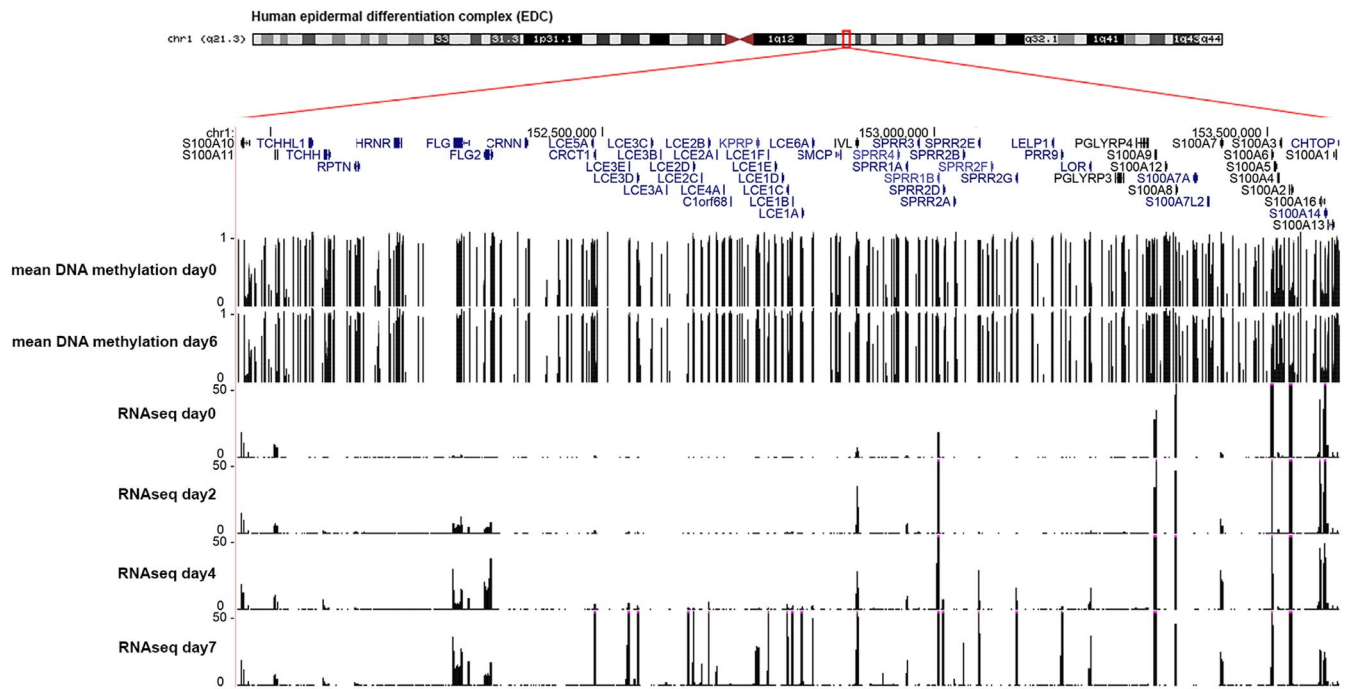 Human epidermal differentiation complex (EDC)
chr1 (q21.3) 33 31.3 1p31.1 1q12 q32.1 1q41 1q43 q44
chr1: 152,500,000 153,000,000 153,500,000
S100A10 TCHHL1 HRNR FLG CRNN LCE5A LCE3C LCE2B KPRP LCE6A IVL SPRR3 SPRR2E LELP1 PGLYRP4 S100A7 S100A3 CHTOP
S100A11 TCHH FLG2 CRCT1 LCE3B LCE2A LCE1F SMCP SPRR4 SPRR2B PRR9 S100A9 S100A6 S100A1
RPTN LCE3E LCE2D LCE1E SPRR1A SPRR2F LOR S100A12 S100A5
LCE3D LCE2C LCE1D SPRR1B SPRR2G PGLYRP3 S100A7A S100A4
LCE3A LCE4A LCE1C SPRR2D S100A8 S100A2
C1orf68 LCE1B SPRR2A S100A7L2 S100A16
LCE1A S100A14
S100A13
1
mean DNA methylation day0
0
1
mean DNA methylation day6
0
50
RNAseq day0
0
50
RNAseq day2
0
50
RNAseq day4
0
50
RNAseq day7
0